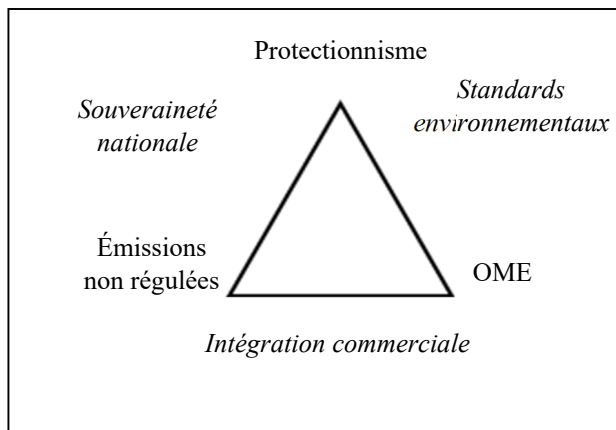 Protectionnisme
Souveraineté
nationale
Standards
environnementaux
Émissions
non régulées
OME
Intégration commerciale